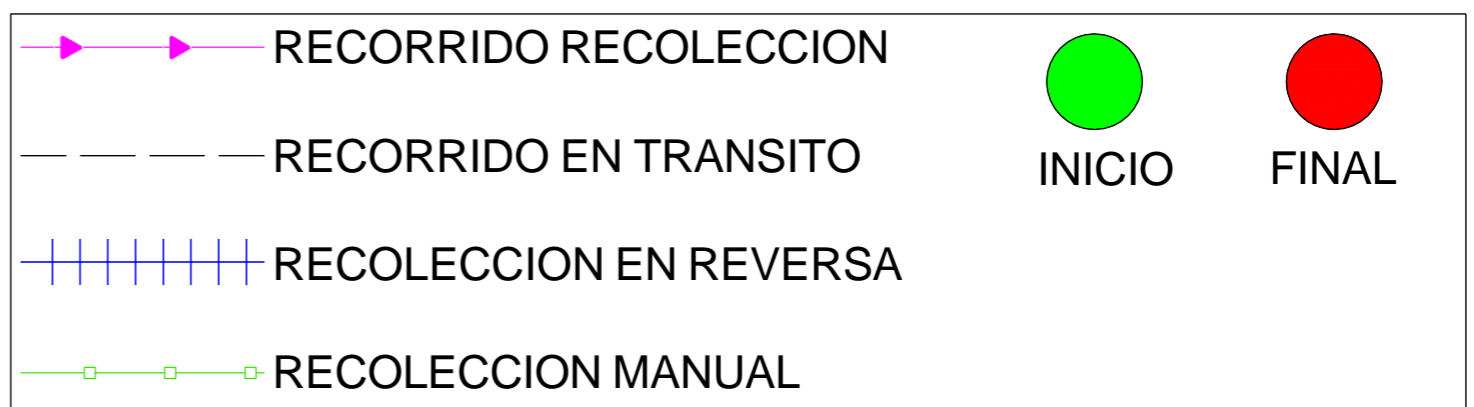 RECORRIDO RECOLECCION
RECORRIDO EN TRANSITO
RECOLECCION EN REVERSA
RECOLECCION MANUAL
INICIO
FINAL